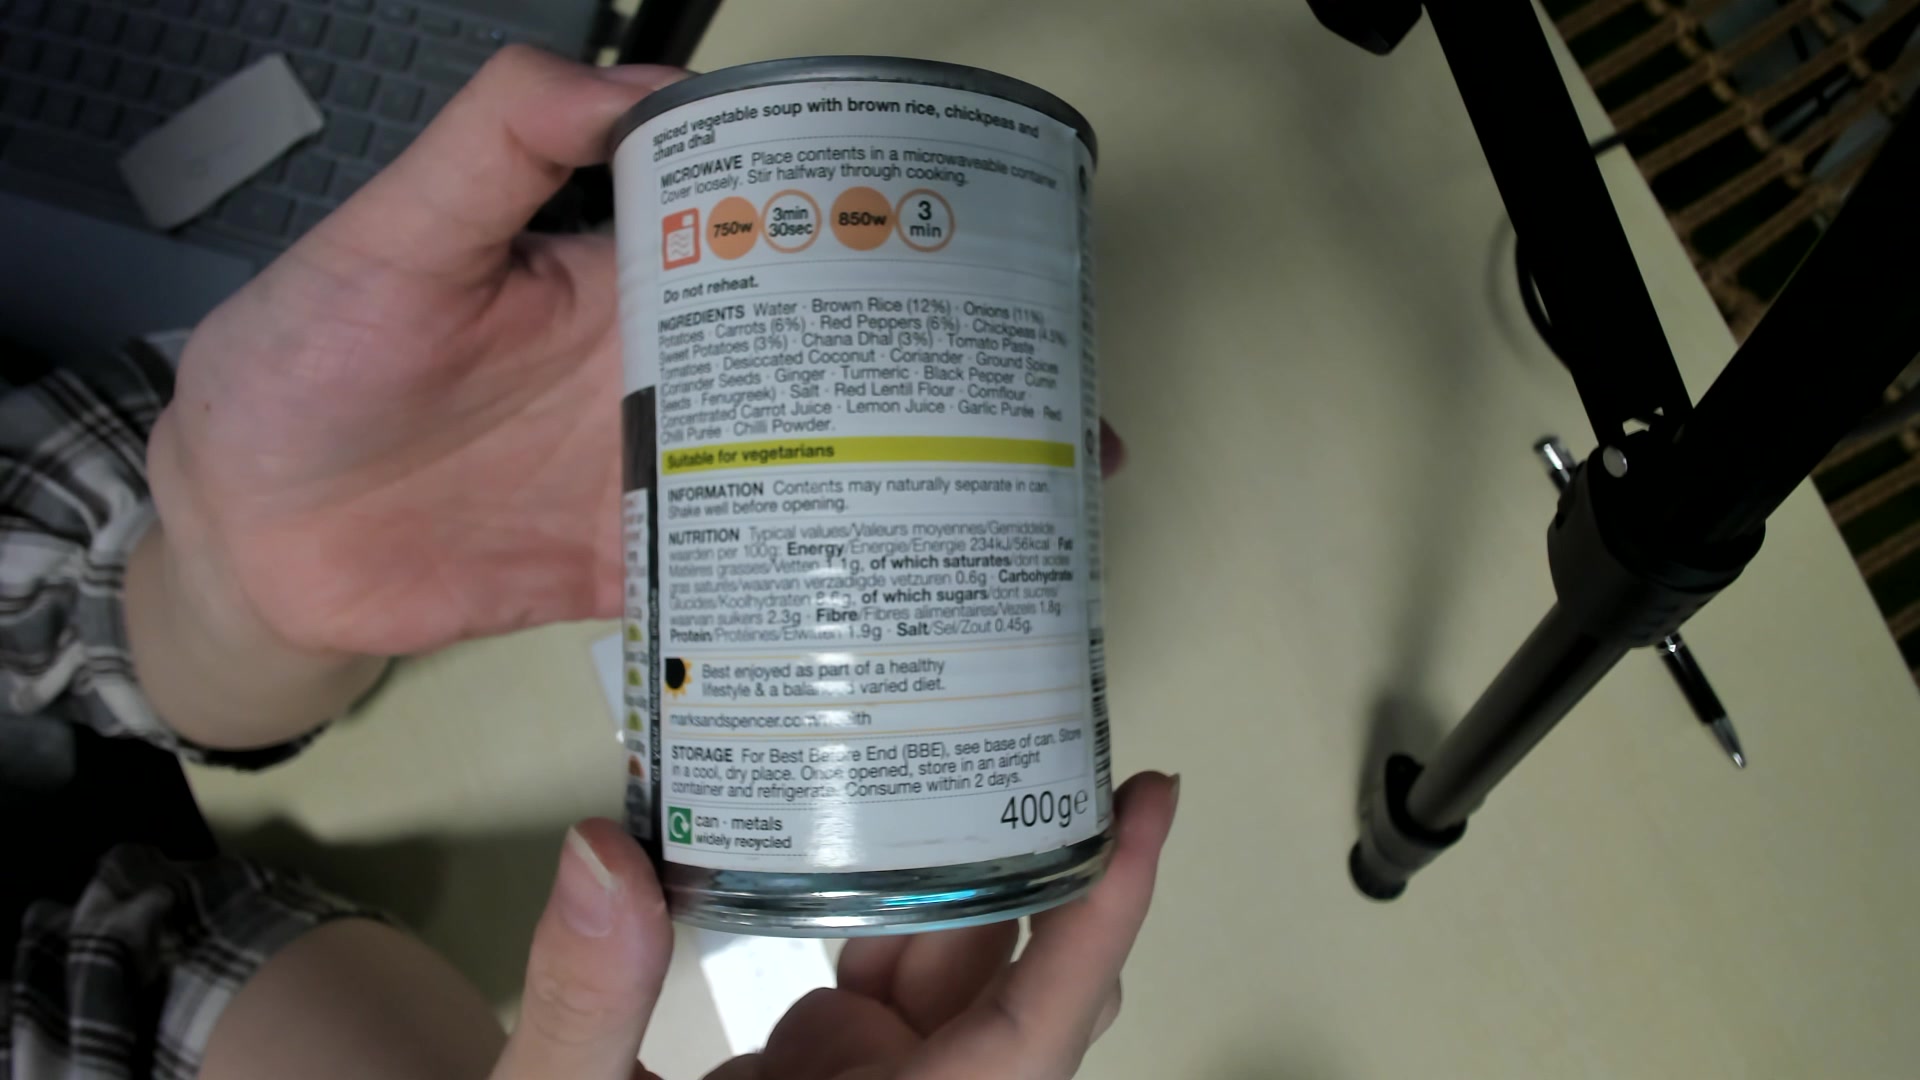 spiced vegetable soup with brown rice, chickpeas and
chana dhal
MICROWAVE Place contents in a microwaveable container.
Cover loosely. Stir halfway through cooking.
750w 3min 30sec 850w 3 min
Do not reheat.
INGREDIENTS Water · Brown Rice (12%) · Onions (11%)
Potatoes · Carrots (6%) · Red Peppers (6%) · Chickpeas (4.5%)
Sweet Potatoes (3%) · Chana Dhal (3%) · Tomato Paste
Tomatoes · Desiccated Coconut · Coriander · Ground Spices
(Coriander Seeds · Ginger · Turmeric · Black Pepper · Cumin
Seeds · Fenugreek) · Salt · Red Lentil Flour · Cornflour ·
Concentrated Carrot Juice · Lemon Juice · Garlic Purée · Red
Chilli Purée · Chilli Powder.
Suitable for vegetarians
INFORMATION Contents may naturally separate in can.
Shake well before opening.
NUTRITION Typical values/Valeurs moyennes/Gemiddelde
waarden per 100g: Energy/Énergie/Energie 234kJ/56kcal · Fat
Matières grasses/Vetten 1.1g, of which saturates/dont acides
gras saturés/waarvan verzadigde vetzuren 0.6g · Carbohydrate
Glucides/Koolhydraten 8.6g, of which sugars/dont sucres/
waarvan suikers 2.3g · Fibre/Fibres alimentaires/Vezels 1.8g
Protein/Protéines/Eiwitten 1.9g · Salt/Sel/Zout 0.45g.
Best enjoyed as part of a healthy
lifestyle & a balanced varied diet.
marksandspencer.com/health
STORAGE For Best Before End (BBE), see base of can. Store
in a cool, dry place. Once opened, store in an airtight
container and refrigerate. Consume within 2 days.
400ge
can · metals
widely recycled